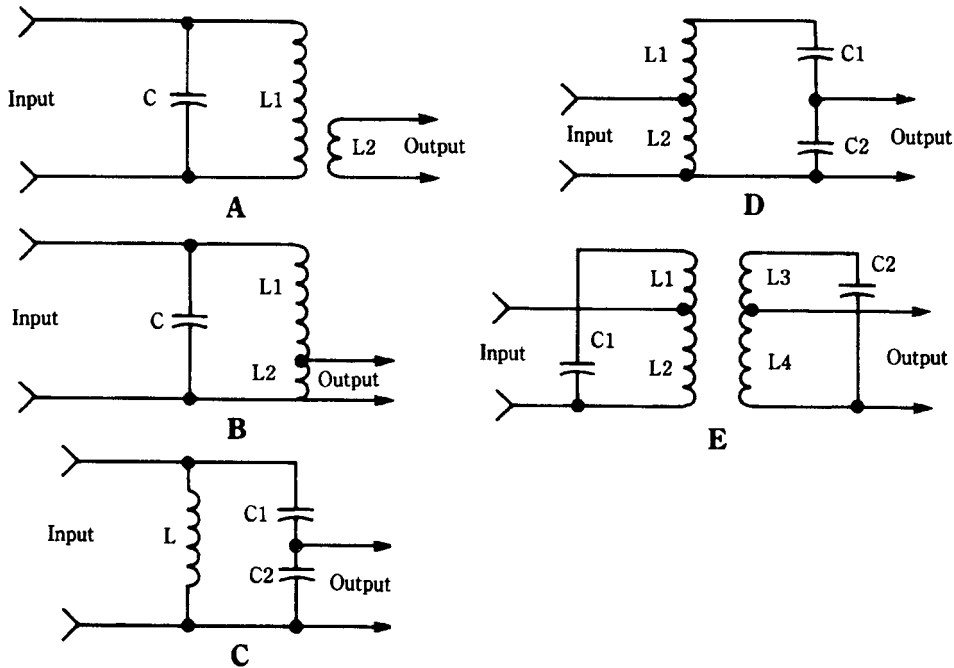 Input
C
L1
L2
Output
A
Input
C
L1
L2
Output
B
Input
L
C1
C2
Output
C
L1
C1
Input
L2
C2
Output
D
L1
L3
C2
Input
C1
L2
L4
Output
E